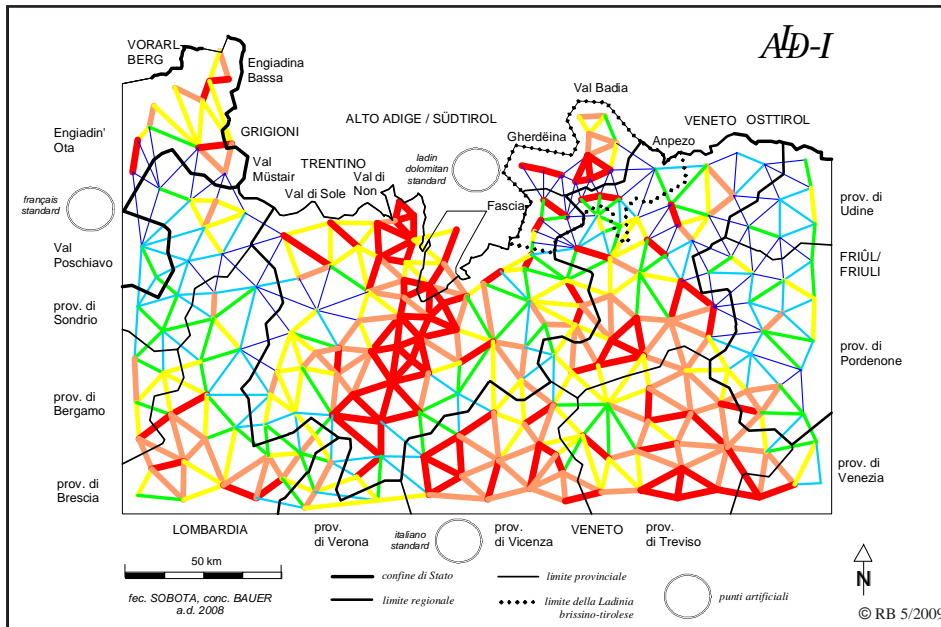 ALD-I
VORARL
BERG
Engiadina
Bassa
Val Badia
Engiadin'
Ota
GRIGIONI
ALTO ADIGE / SÜDTIROL
Gherdëina
Anpezo
VENETO
OSTTIROL
Val
Müstair
TRENTINO
Val di
Non
Val di Sole
ladin
dolomitan
standard
français
standard
Fascia
prov. di
Udine
Val
Poschiavo
FRIÛL/
FRIULI
prov. di
Sondrio
prov. di
Pordenone
prov. di
Bergamo
prov. di
Brescia
prov. di
Venezia
LOMBARDIA
prov.
di Verona
italiano
standard
prov.
di Vicenza
VENETO
prov.
di Treviso
50 km
fec. SOBOTA, conc. BAUER
a.d. 2008
confine di Stato
limite regionale
limite provinciale
limite della Ladinia
brissino-tirolese
punti artificiali
N
© RB 5/2009